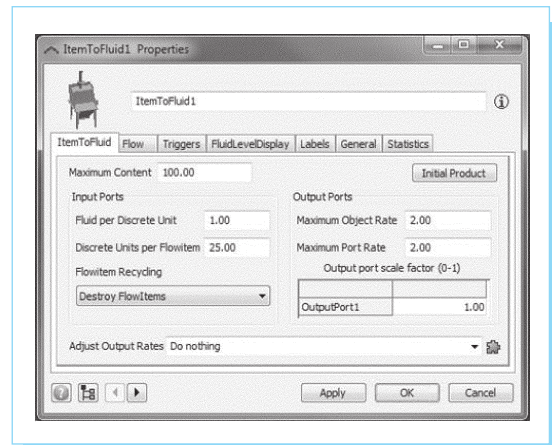 ItemToFluid1 Properties
ItemToFluid1
ItemToFluid Flow Triggers FluidLevelDisplay Labels General Statistics
Maximum Content 100.00 Initial Product
Input Ports Output Ports
Fluid per Discrete Unit 1.00 Maximum Object Rate 2.00
Discrete Units per Flowitem 25.00 Maximum Port Rate 2.00
Flowitem Recycling Output port scale factor (0-1)
Destroy FlowItems
OutputPort1 1.00
Adjust Output Rates Do nothing
Apply OK Cancel